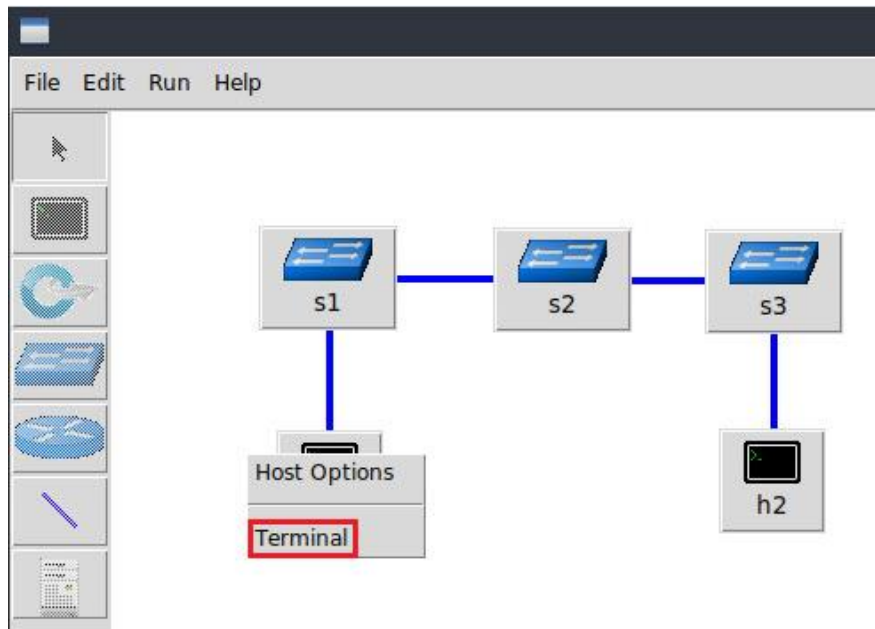 File Edit Run Help
s1
s2
s3
Host Options
Terminal
h2